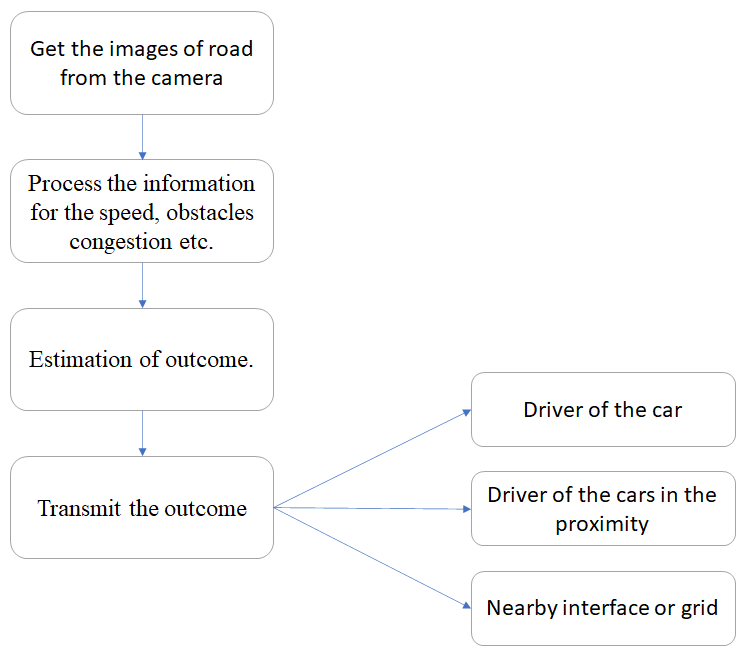 Get the images of road
from the camera
Process the information
for the speed, obstacles
congestion etc.
Estimation of outcome.
Transmit the outcome
Driver of the car
Driver of the cars in the
proximity
Nearby interface or grid